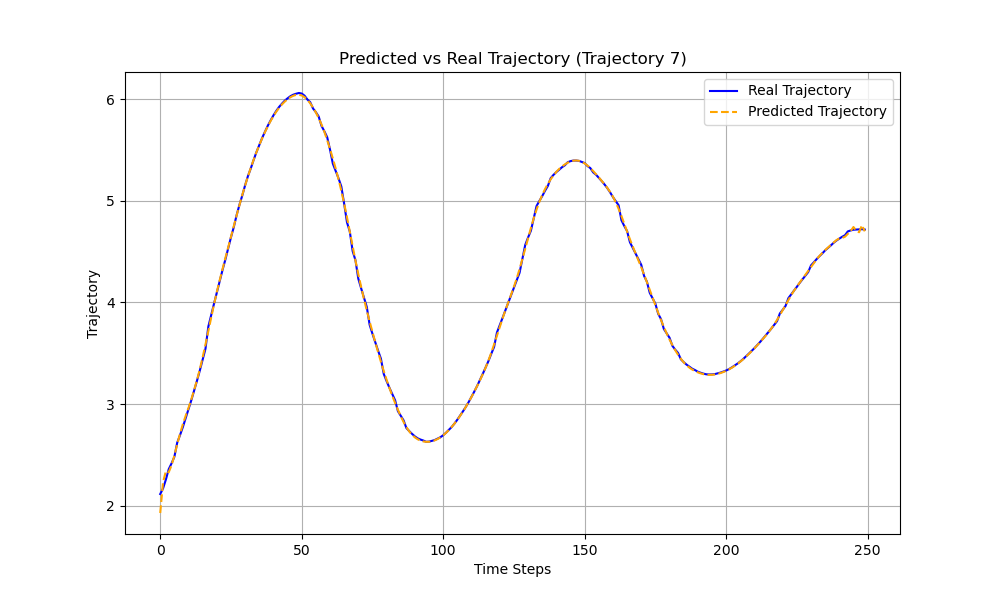 Predicted vs Real Trajectory (Trajectory 7)
Real Trajectory
Predicted Trajectory
Trajectory
6
5
4
3
2
0 50 100 150 200 250
Time Steps